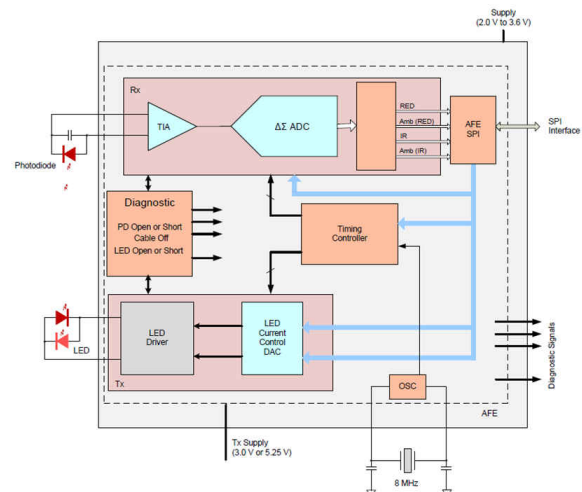 Supply
(2.0 V to 3.6 V)
Rx
TIA
ΔΣ ADC
RED
Amb (RED)
IR
Amb (IR)
AFE
SPI
SPI
Interface
Photodiode
Diagnostic
PD Open or Short
Cable Off
LED Open or Short
Timing
Controller
LED
LED
Driver
LED
Current
Control
DAC
Tx
OSC
Diagnostic Signals
AFE
Tx Supply
(3.0 V or 5.25 V)
8 MHz